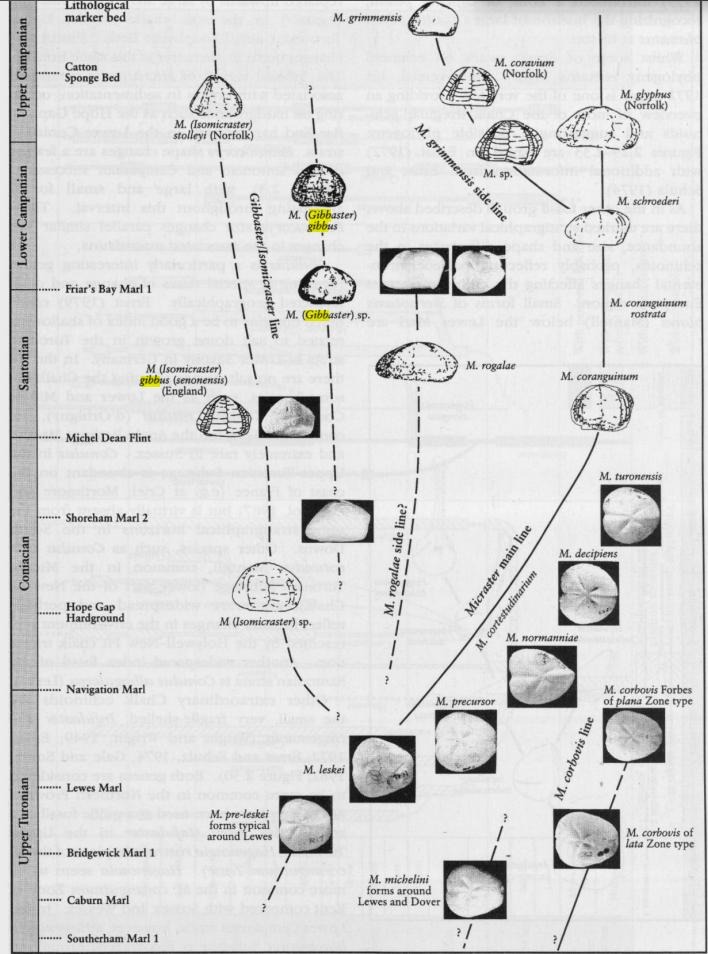 Lithological
marker bed
Upper Campanian
Catton
Sponge Bed
Lower Campanian
Friar's Bay Marl 1
Santonian
Michel Dean Flint
Shoreham Marl 2
Coniacian
Hope Gap
Hardground
Navigation Marl
Upper Turonian
Lewes Marl
Bridgewick Marl 1
Caburn Marl
Southerham Marl 1
M. grimmensis
M. coravium
(Norfolk)
M. glyphus
(Norfolk)
M. (Isomicraster)
stolleyi (Norfolk)
?
M. grimmensis side line
M. sp.
M. schroederi
M. (Gibbaster)
gibbus
Gibbaster/Isomicraster line
M. (Gibbaster) sp.
M. coranguinum
rostrata
M (Isomicraster)
gibbus (senonensis)
(England)
M. rogalae
M. coranguinum
?
M. rogalae side line?
Micraster main line
M. cortestudinarium
M. turonensis
M. decipiens
?
M (Isomicraster) sp.
M. normanniae
?
?
M. precursor
M. corbovis Forbes
of plana Zone type
M. leskei
M. corbovis line
M. pre-leskei
forms typical
around Lewes
?
?
M. corbovis of
lata Zone type
M. michelini
forms around
Lewes and Dover
?
?